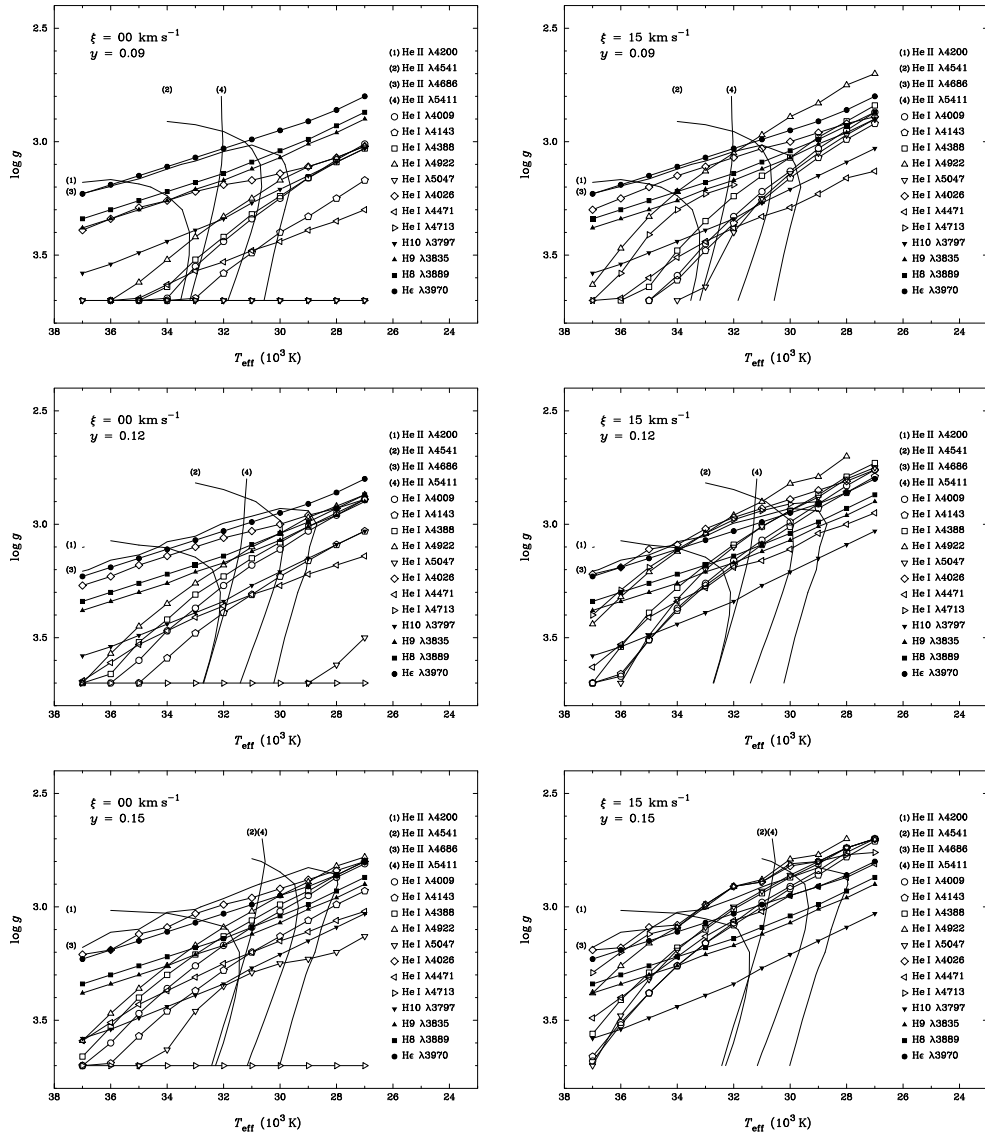 2.5
3.0
3.5
log g
38 36 34 32 30 28 26 24
T_eff (10^3 K)
ξ = 00 km s^−1
y = 0.09
(1)
(2)
(3)
(4)
(1) He II λ4200
(2) He II λ4541
(3) He II λ4686
(4) He II λ5411
He I λ4009
He I λ4143
He I λ4388
He I λ4922
He I λ5047
He I λ4026
He I λ4471
He I λ4713
H10 λ3797
H9 λ3835
H8 λ3889
Hε λ3970
2.5
3.0
3.5
log g
38 36 34 32 30 28 26 24
T_eff (10^3 K)
ξ = 15 km s^−1
y = 0.09
(1)
(2)
(3)
(4)
(1) He II λ4200
(2) He II λ4541
(3) He II λ4686
(4) He II λ5411
He I λ4009
He I λ4143
He I λ4388
He I λ4922
He I λ5047
He I λ4026
He I λ4471
He I λ4713
H10 λ3797
H9 λ3835
H8 λ3889
Hε λ3970
2.5
3.0
3.5
log g
38 36 34 32 30 28 26 24
T_eff (10^3 K)
ξ = 00 km s^−1
y = 0.12
(1)
(2)
(3)
(4)
(1) He II λ4200
(2) He II λ4541
(3) He II λ4686
(4) He II λ5411
He I λ4009
He I λ4143
He I λ4388
He I λ4922
He I λ5047
He I λ4026
He I λ4471
He I λ4713
H10 λ3797
H9 λ3835
H8 λ3889
Hε λ3970
2.5
3.0
3.5
log g
38 36 34 32 30 28 26 24
T_eff (10^3 K)
ξ = 15 km s^−1
y = 0.12
(1)
(2)
(3)
(4)
(1) He II λ4200
(2) He II λ4541
(3) He II λ4686
(4) He II λ5411
He I λ4009
He I λ4143
He I λ4388
He I λ4922
He I λ5047
He I λ4026
He I λ4471
He I λ4713
H10 λ3797
H9 λ3835
H8 λ3889
Hε λ3970
2.5
3.0
3.5
log g
38 36 34 32 30 28 26 24
T_eff (10^3 K)
ξ = 00 km s^−1
y = 0.15
(1)
(2)(4)
(3)
(1) He II λ4200
(2) He II λ4541
(3) He II λ4686
(4) He II λ5411
He I λ4009
He I λ4143
He I λ4388
He I λ4922
He I λ5047
He I λ4026
He I λ4471
He I λ4713
H10 λ3797
H9 λ3835
H8 λ3889
Hε λ3970
2.5
3.0
3.5
log g
38 36 34 32 30 28 26 24
T_eff (10^3 K)
ξ = 15 km s^−1
y = 0.15
(1)
(2)(4)
(3)
(1) He II λ4200
(2) He II λ4541
(3) He II λ4686
(4) He II λ5411
He I λ4009
He I λ4143
He I λ4388
He I λ4922
He I λ5047
He I λ4026
He I λ4471
He I λ4713
H10 λ3797
H9 λ3835
H8 λ3889
Hε λ3970